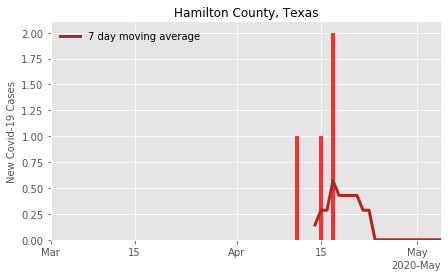 Hamilton County, Texas
7 day moving average
New Covid-19 Cases
2.00
1.75
1.50
1.25
1.00
0.75
0.50
0.25
0.00
Mar
15
Apr
15
May
2020-May